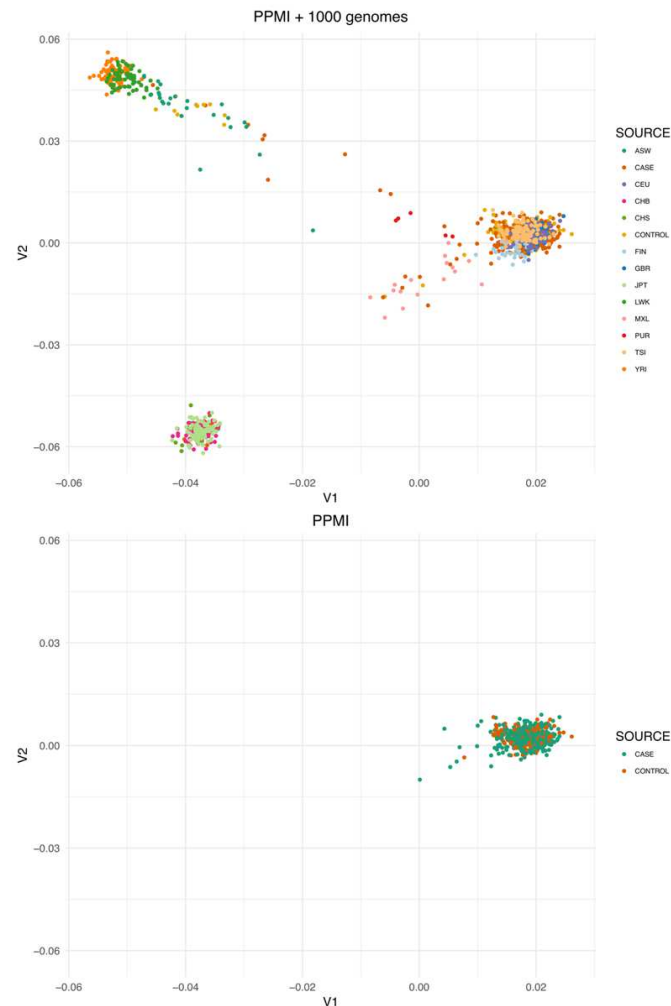 PPMI + 1000 genomes
0.06
0.03
0.00
−0.03
−0.06
V2
−0.06
−0.04
−0.02
0.00
0.02
V1
SOURCE
ASW
CASE
CEU
CHB
CHS
CONTROL
FIN
GBR
JPT
LWK
MXL
PUR
TSI
YRI
PPMI
0.06
0.03
0.00
−0.03
−0.06
V2
−0.06
−0.04
−0.02
0.00
0.02
V1
SOURCE
CASE
CONTROL